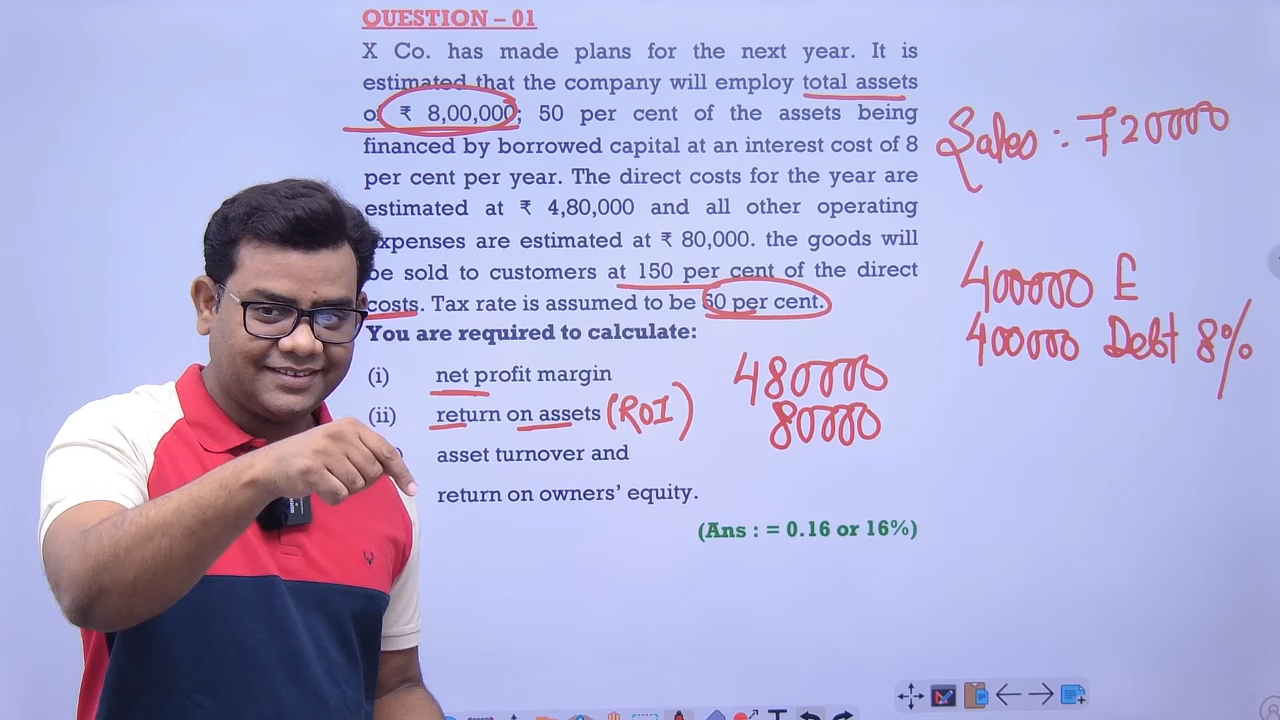 QUESTION – 01
X Co. has made plans for the next year. It is
estimated that the company will employ total assets
of ₹ 8,00,000; 50 per cent of the assets being
financed by borrowed capital at an interest cost of 8
per cent per year. The direct costs for the year are
estimated at ₹ 4,80,000 and all other operating
expenses are estimated at ₹ 80,000. the goods will
be sold to customers at 150 per cent of the direct
costs. Tax rate is assumed to be 50 per cent.
You are required to calculate:
(i) net profit margin
(ii) return on assets (ROI)
asset turnover and
return on owners’ equity.
(Ans : = 0.16 or 16%)
480000
80000
Sales : 720000
400000 E
400000 Debt 8%